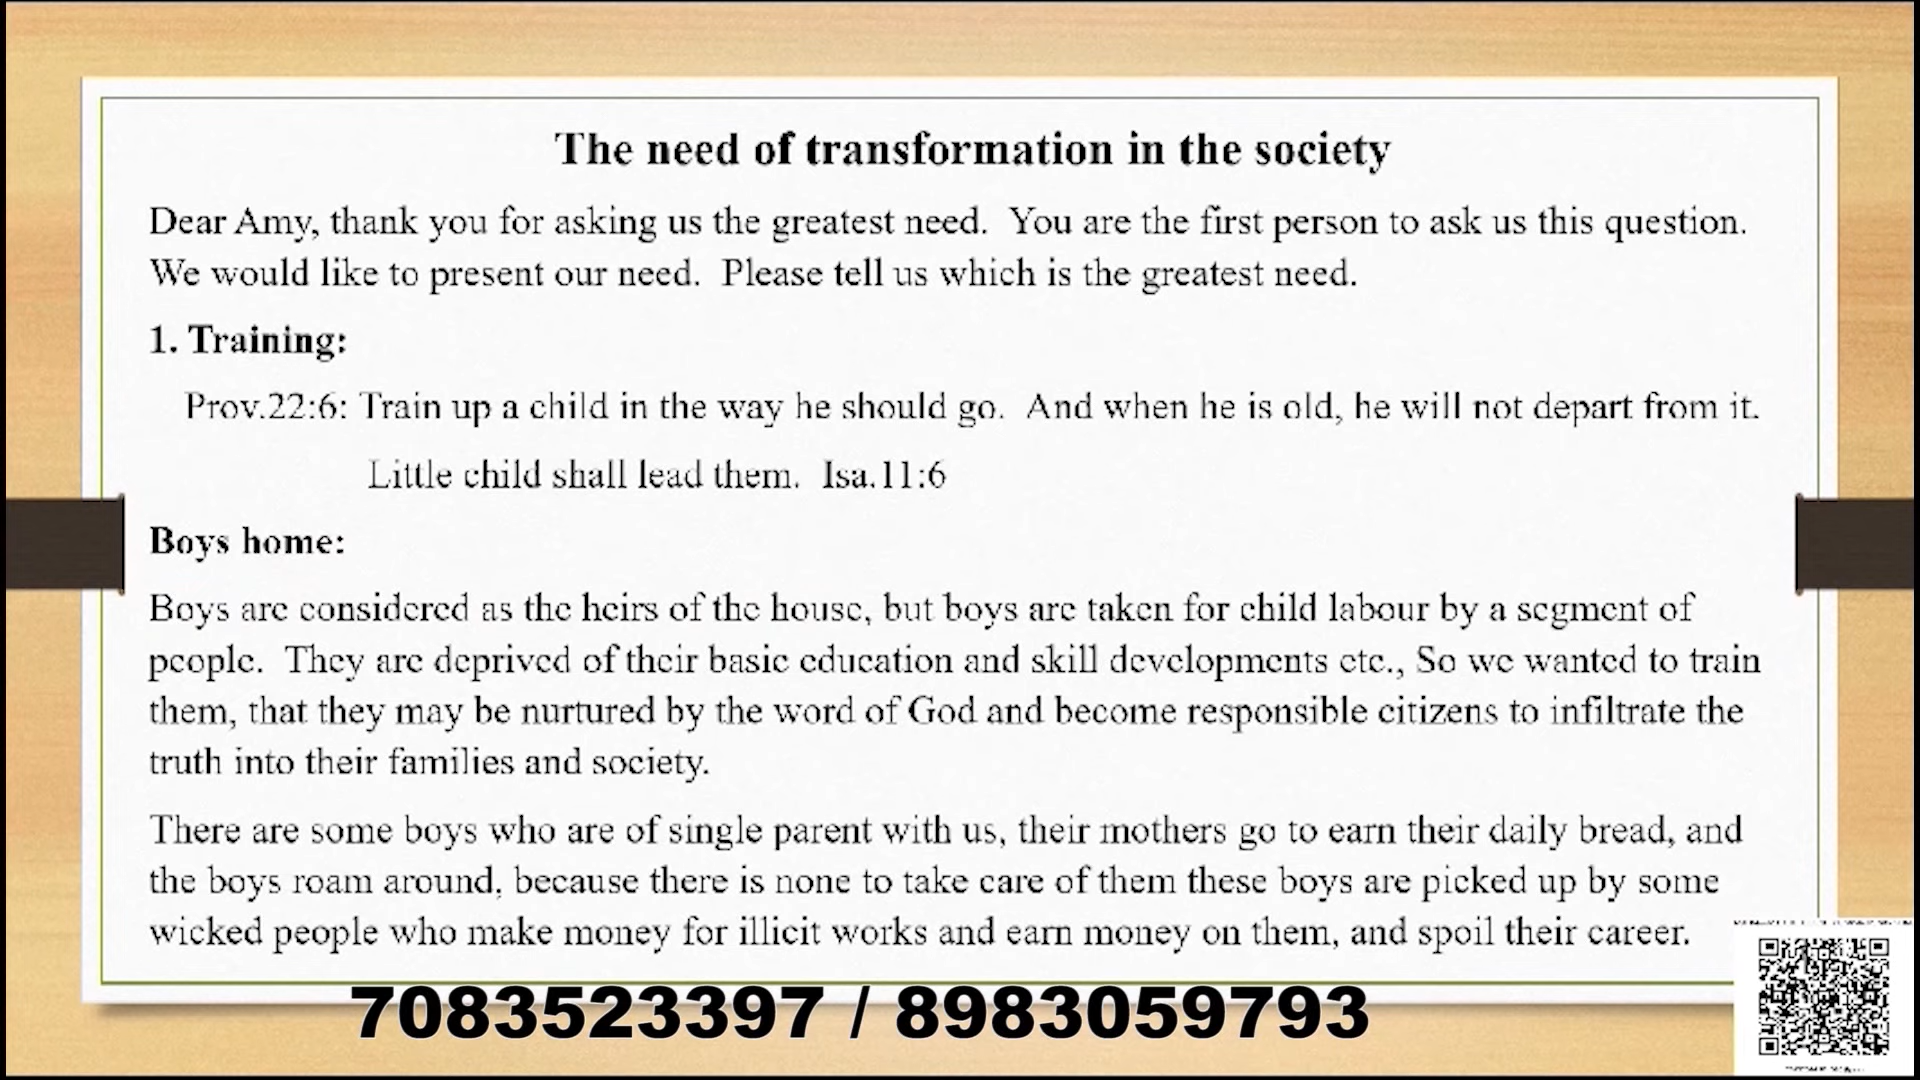 The need of transformation in the society
Dear Amy, thank you for asking us the greatest need. You are the first person to ask us this question.
We would like to present our need. Please tell us which is the greatest need.
1. Training:
Prov.22:6: Train up a child in the way he should go. And when he is old, he will not depart from it.
Little child shall lead them. Isa.11:6
Boys home:
Boys are considered as the heirs of the house, but boys are taken for child labour by a segment of
people. They are deprived of their basic education and skill developments etc., So we wanted to train
them, that they may be nurtured by the word of God and become responsible citizens to infiltrate the
truth into their families and society.
There are some boys who are of single parent with us, their mothers go to earn their daily bread, and
the boys roam around, because there is none to take care of them these boys are picked up by some
wicked people who make money for illicit works and earn money on them, and spoil their career.
7083523397 / 8983059793